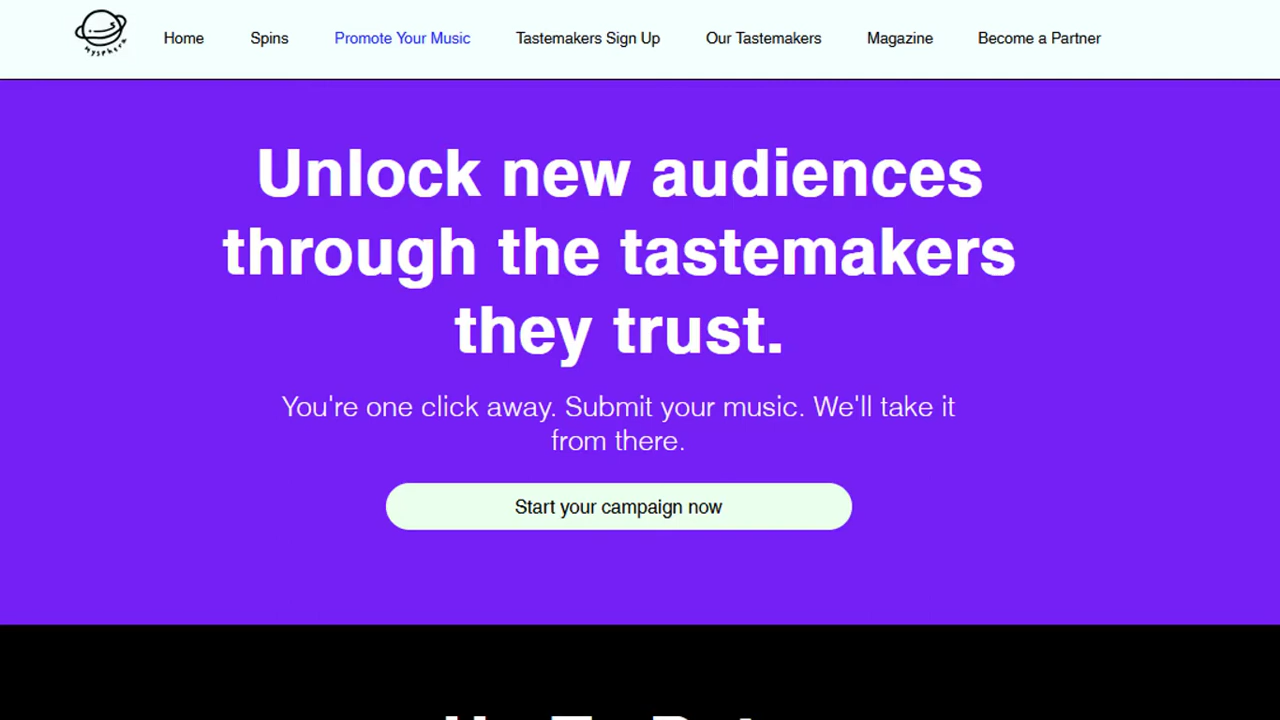 mysphera
Home Spins Promote Your Music Tastemakers Sign Up Our Tastemakers Magazine Become a Partner
Unlock new audiences
through the tastemakers
they trust.
You're one click away. Submit your music. We'll take it
from there.
Start your campaign now